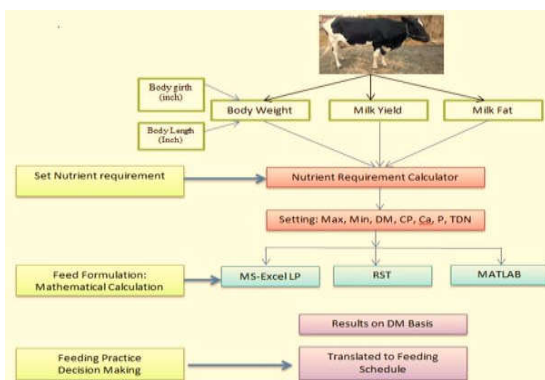 Body girth
(inch)
Body Weight
Milk Yield
Milk Fat
Body Length
(Inch)
Set Nutrient requirement
Nutrient Requirement Calculator
Setting: Max, Min, DM, CP, Ca, P, TDN
Feed Formulation:
Mathematical Calculation
MS-Excel LP
RST
MATLAB
Results on DM Basis
Feeding Practice
Decision Making
Translated to Feeding
Schedule